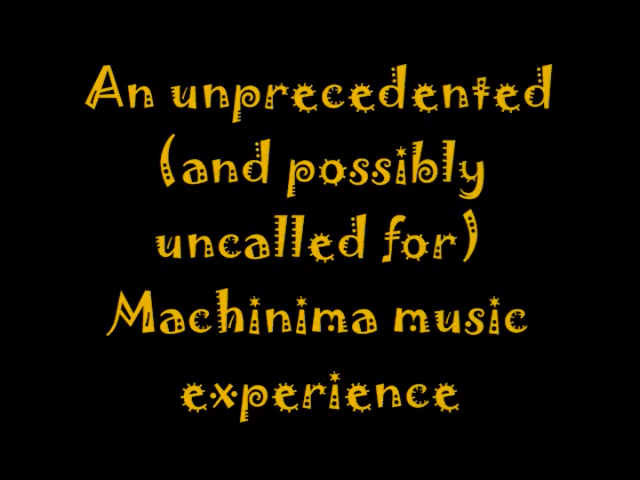 An unprecedented
(and possibly
uncalled for)
Machinima music
experience